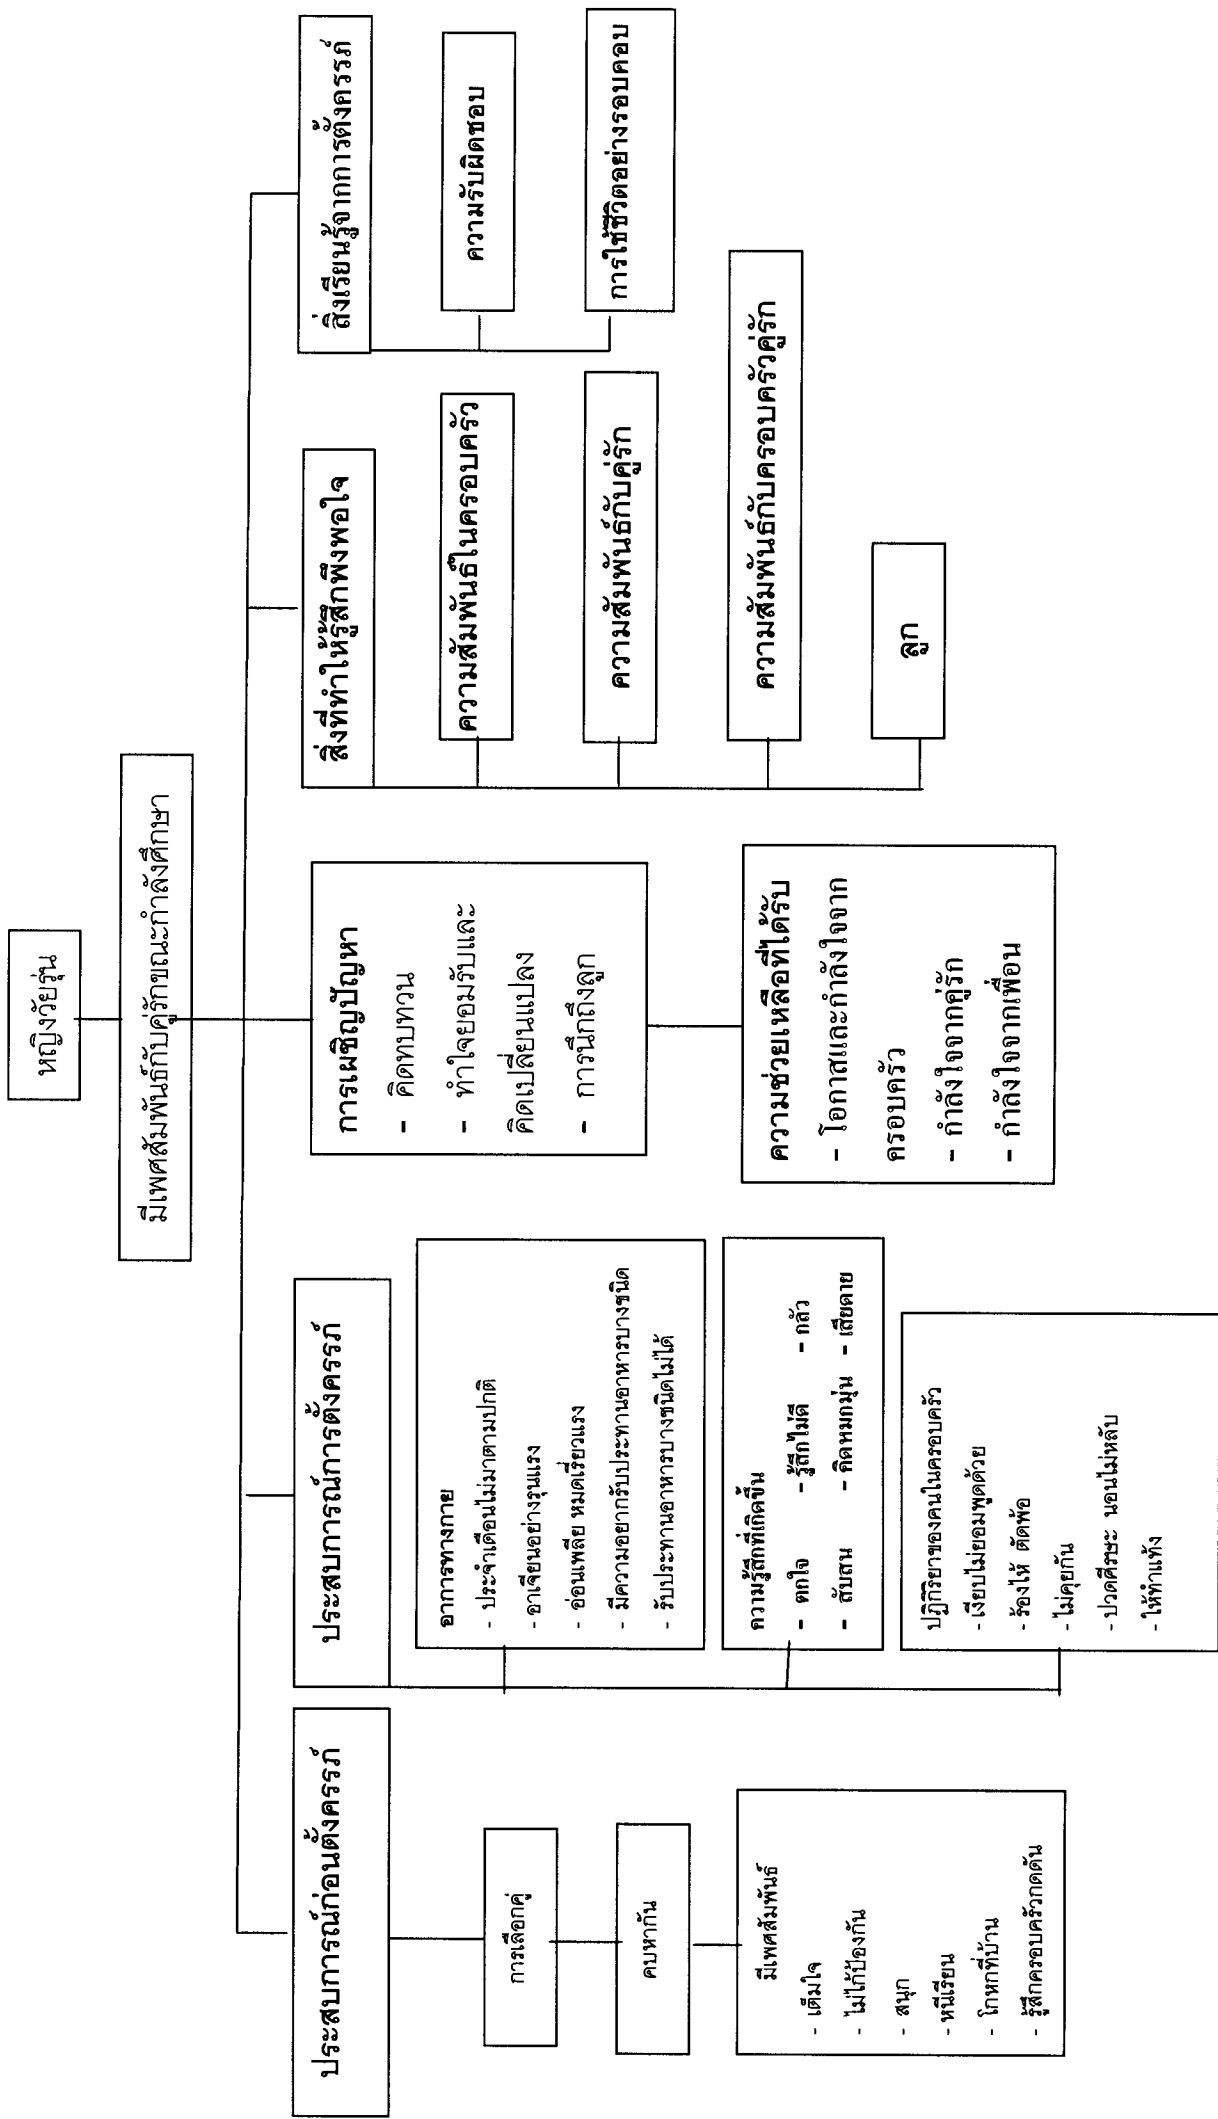 หญิงวัยรุ่น
มีเพศสัมพันธ์กับคู่รักขณะกำลังศึกษา
ประสบการณ์ก่อนตั้งครรภ์
การเลือกคู่
คบหากัน
มีเพศสัมพันธ์
- เต็มใจ
- ไม่ได้ป้องกัน
- สนุก
- หนีเรียน
- โกหกที่บ้าน
- รู้สึกครอบครัวกดดัน
ประสบการณ์การตั้งครรภ์
อาการทางกาย
- ประจำเดือนไม่มาตามปกติ
- อาเจียนอย่างรุนแรง
- อ่อนเพลีย หมดเรี่ยวแรง
- มีความอยากรับประทานอาหารบางชนิด
- รับประทานอาหารบางชนิดไม่ได้
ความรู้สึกที่เกิดขึ้น
- ตกใจ - รู้สึกไม่ดี - กลัว
- สับสน - คิดหมกมุ่น - เสียดาย
ปฏิกิริยาของคนในครอบครัว
- เงียบไม่ยอมพูดด้วย
- ร้องไห้ ตัดพ้อ
- ไม่คุยกัน
- ปวดศีรษะ นอนไม่หลับ
- ให้ทำแท้ง
การเผชิญปัญหา
- คิดทบทวน
- ทำใจยอมรับและ
คิดเปลี่ยนแปลง
- การนึกถึงลูก
ความช่วยเหลือที่ได้รับ
- โอกาสและกำลังใจจาก
ครอบครัว
- กำลังใจจากคู่รัก
- กำลังใจจากเพื่อน
สิ่งที่ทำให้รู้สึกพึงพอใจ
ความสัมพันธ์ในครอบครัว
ความสัมพันธ์กับคู่รัก
ความสัมพันธ์กับครอบครัวคู่รัก
ลูก
สิ่งเรียนรู้จากการตั้งครรภ์
ความรับผิดชอบ
การใช้ชีวิตอย่างรอบคอบ